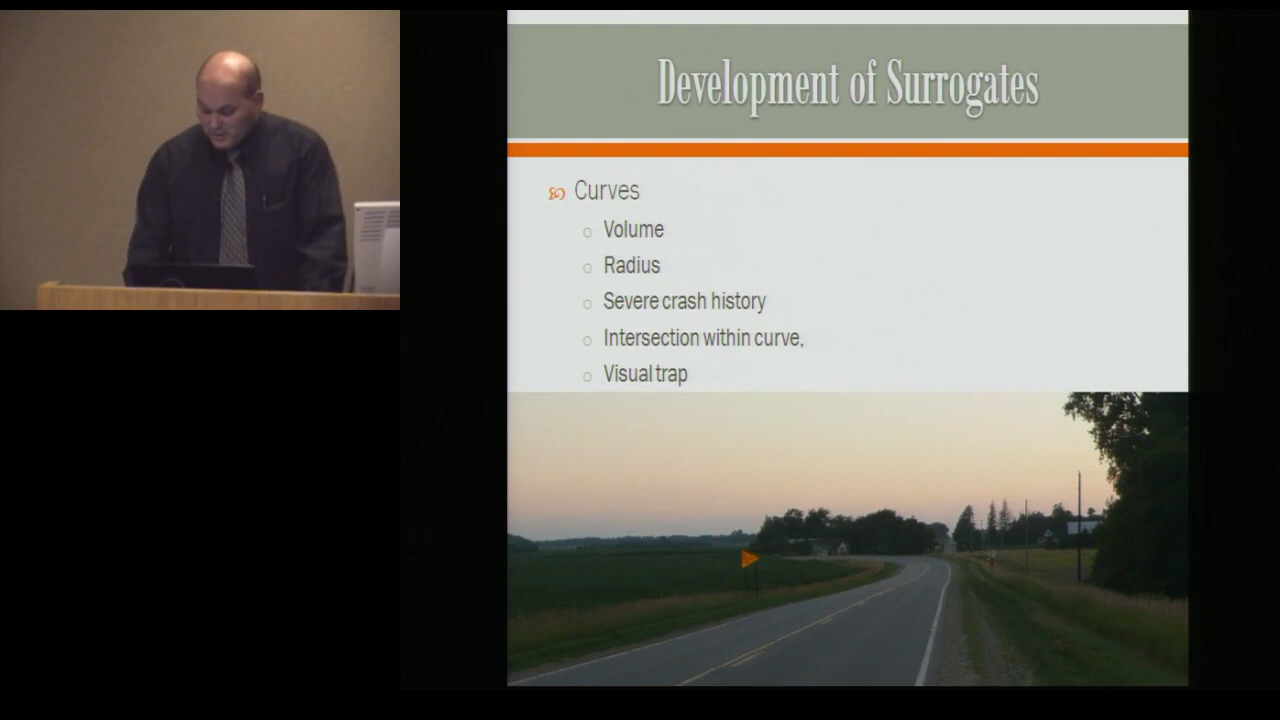 Development of Surrogates
Curves
Volume
Radius
Severe crash history
Intersection within curve,
Visual trap